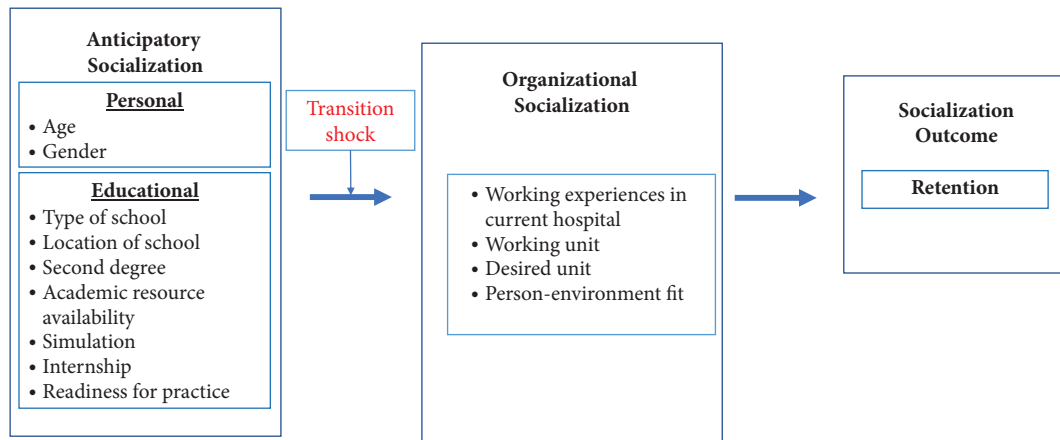 Anticipatory
Socialization
Personal
• Age
• Gender
Educational
• Type of school
• Location of school
• Second degree
• Academic resource
availability
• Simulation
• Internship
• Readiness for practice
Transition
shock
Organizational
Socialization
• Working experiences in
current hospital
• Working unit
• Desired unit
• Person-environment fit
Socialization
Outcome
Retention